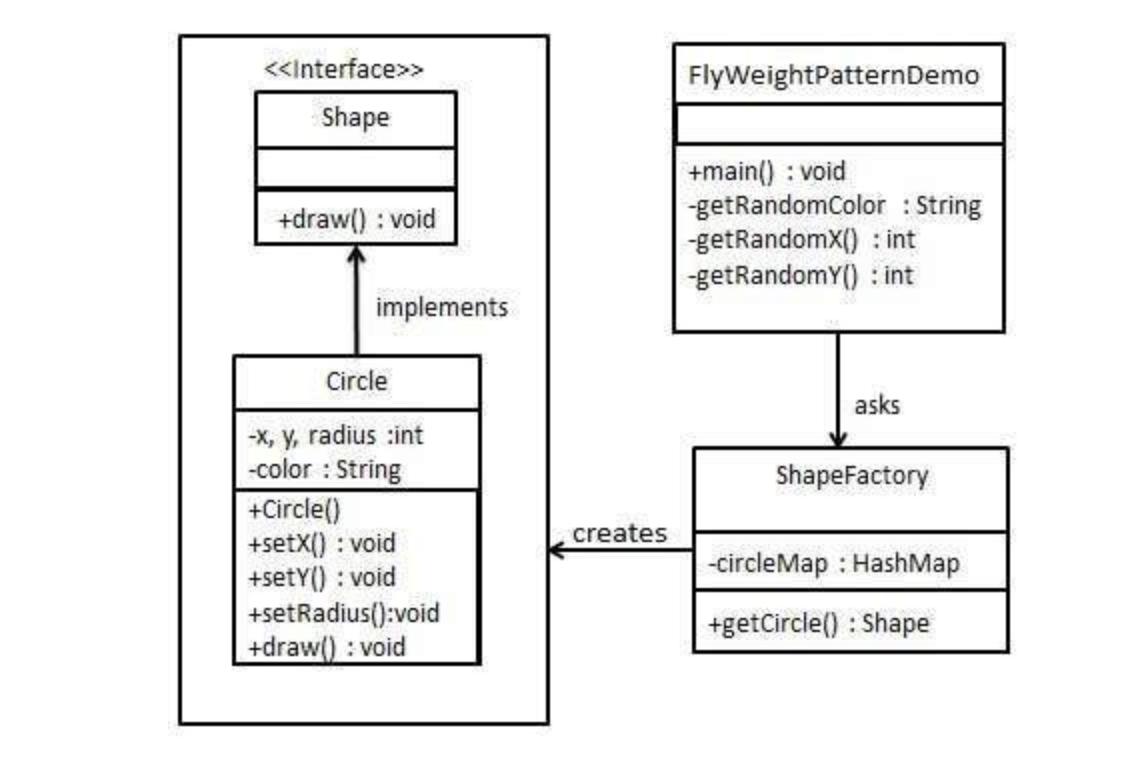 <<Interface>>
Shape
+draw() : void
implements
Circle
-x, y, radius :int
-color : String
+Circle()
+setX() : void
+setY() : void
+setRadius():void
+draw() : void
FlyWeightPatternDemo
+main() : void
-getRandomColor : String
-getRandomX() : int
-getRandomY() : int
asks
ShapeFactory
-circleMap : HashMap
+getCircle() : Shape
creates